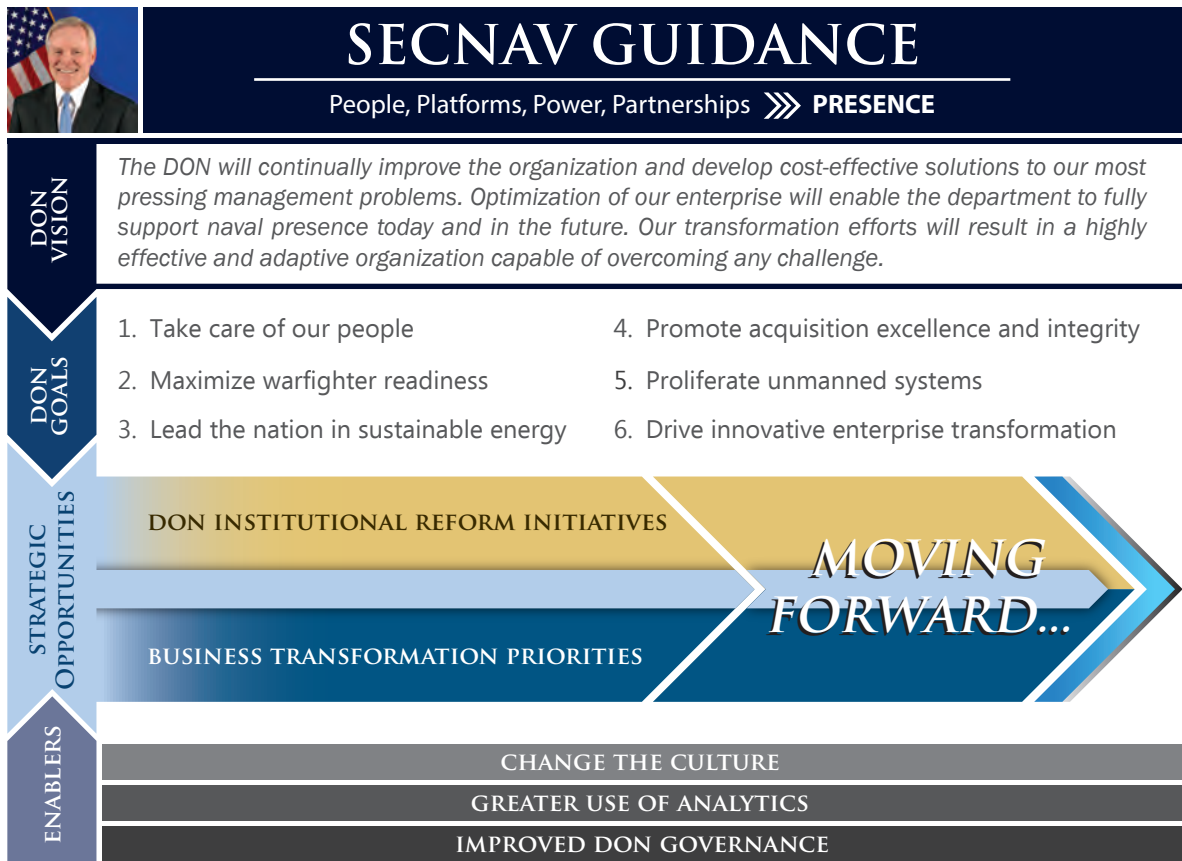 SECNAV GUIDANCE
People, Platforms, Power, Partnerships PRESENCE
DON
VISION
The DON will continually improve the organization and develop cost-effective solutions to our most
pressing management problems. Optimization of our enterprise will enable the department to fully
support naval presence today and in the future. Our transformation efforts will result in a highly
effective and adaptive organization capable of overcoming any challenge.
DON
GOALS
1. Take care of our people
2. Maximize warfighter readiness
3. Lead the nation in sustainable energy
4. Promote acquisition excellence and integrity
5. Proliferate unmanned systems
6. Drive innovative enterprise transformation
STRATEGIC
OPPORTUNITIES
DON INSTITUTIONAL REFORM INITIATIVES
BUSINESS TRANSFORMATION PRIORITIES
MOVING
FORWARD...
ENABLERS
CHANGE THE CULTURE
GREATER USE OF ANALYTICS
IMPROVED DON GOVERNANCE